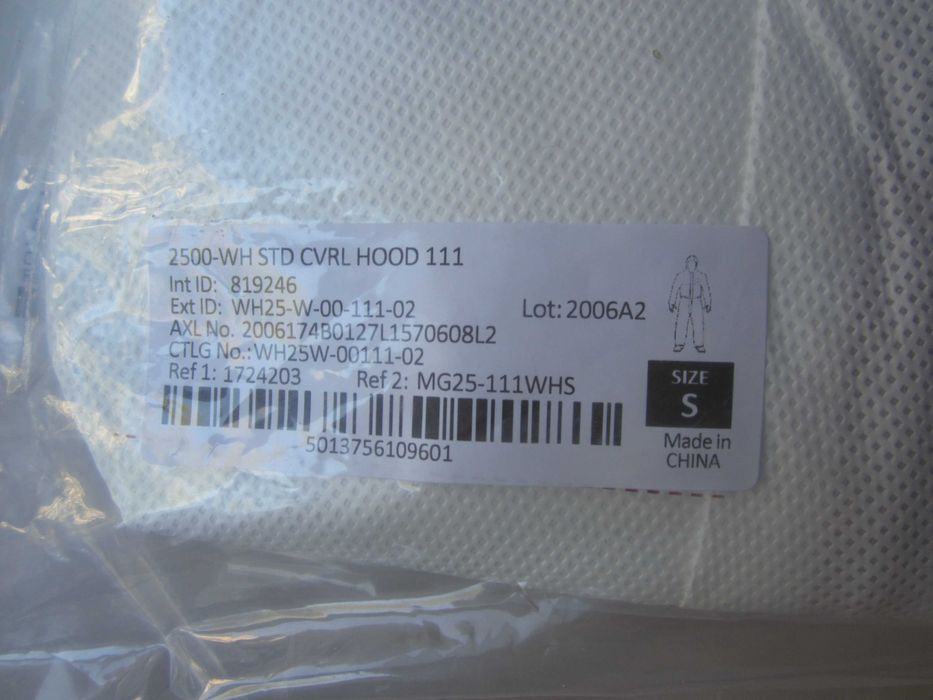 2500-WH STD CVRL HOOD 111
Int ID: 819246
Ext ID: WH25-W-00-111-02 Lot: 2006A2
AXL No. 2006174B0127L1570608L2
CTLG No.: WH25W-00111-02
Ref 1: 1724203 Ref 2: MG25-111WHS
5013756109601
SIZE
S
Made in
CHINA